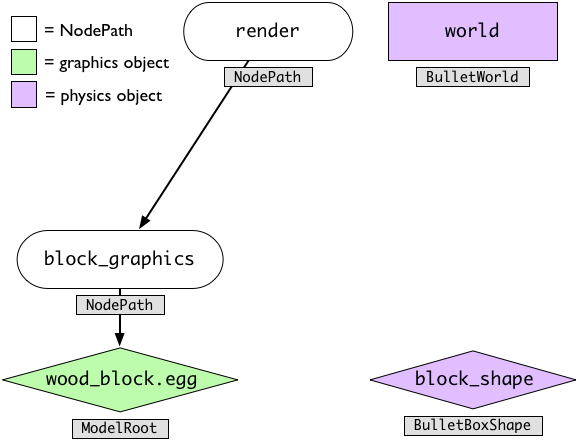 = NodePath
= graphics object
= physics object
render
NodePath
world
BulletWorld
block_graphics
NodePath
wood_block.egg
ModelRoot
block_shape
BulletBoxShape